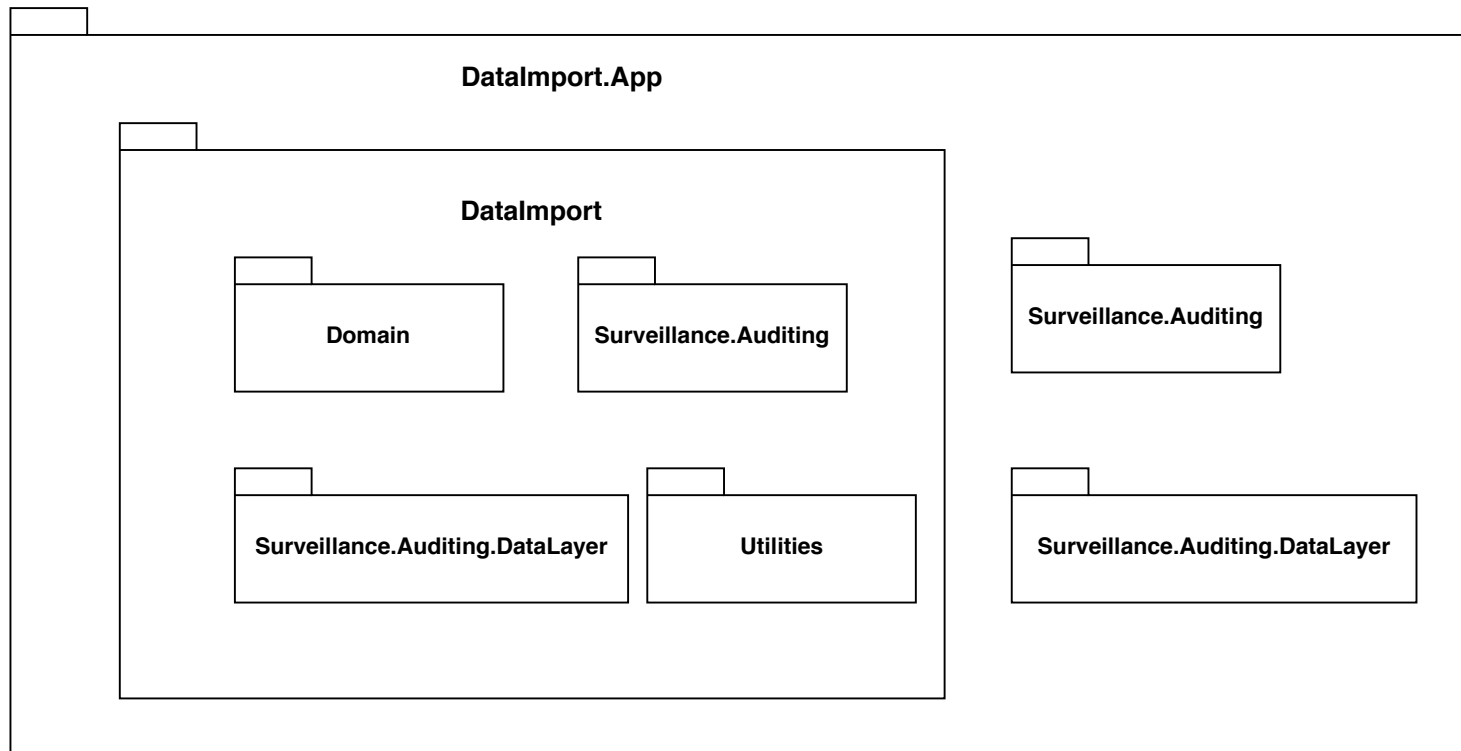 DataImport.App
DataImport
Domain
Surveillance.Auditing
Surveillance.Auditing
Surveillance.Auditing.DataLayer
Utilities
Surveillance.Auditing.DataLayer